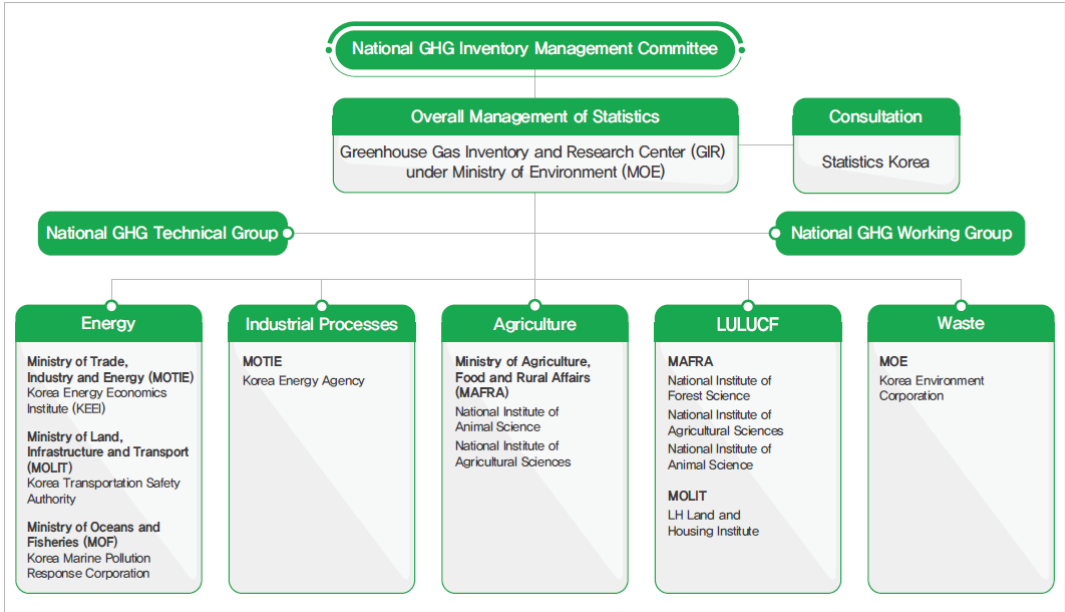 National GHG Inventory Management Committee
Overall Management of Statistics
Greenhouse Gas Inventory and Research Center (GIR)
under Ministry of Environment (MOE)
Consultation
Statistics Korea
National GHG Technical Group
National GHG Working Group
Energy
Ministry of Trade,
Industry and Energy (MOTIE)
Korea Energy Economics
Institute (KEEI)
Ministry of Land,
Infrastructure and Transport
(MOLIT)
Korea Transportation Safety
Authority
Ministry of Oceans and
Fisheries (MOF)
Korea Marine Pollution
Response Corporation
Industrial Processes
MOTIE
Korea Energy Agency
Agriculture
Ministry of Agriculture,
Food and Rural Affairs
(MAFRA)
National Institute of
Animal Science
National Institute of
Agricultural Sciences
LULUCF
MAFRA
National Institute of
Forest Science
National Institute of
Agricultural Sciences
National Institute of
Animal Science
MOLIT
LH Land and
Housing Institute
Waste
MOE
Korea Environment
Corporation